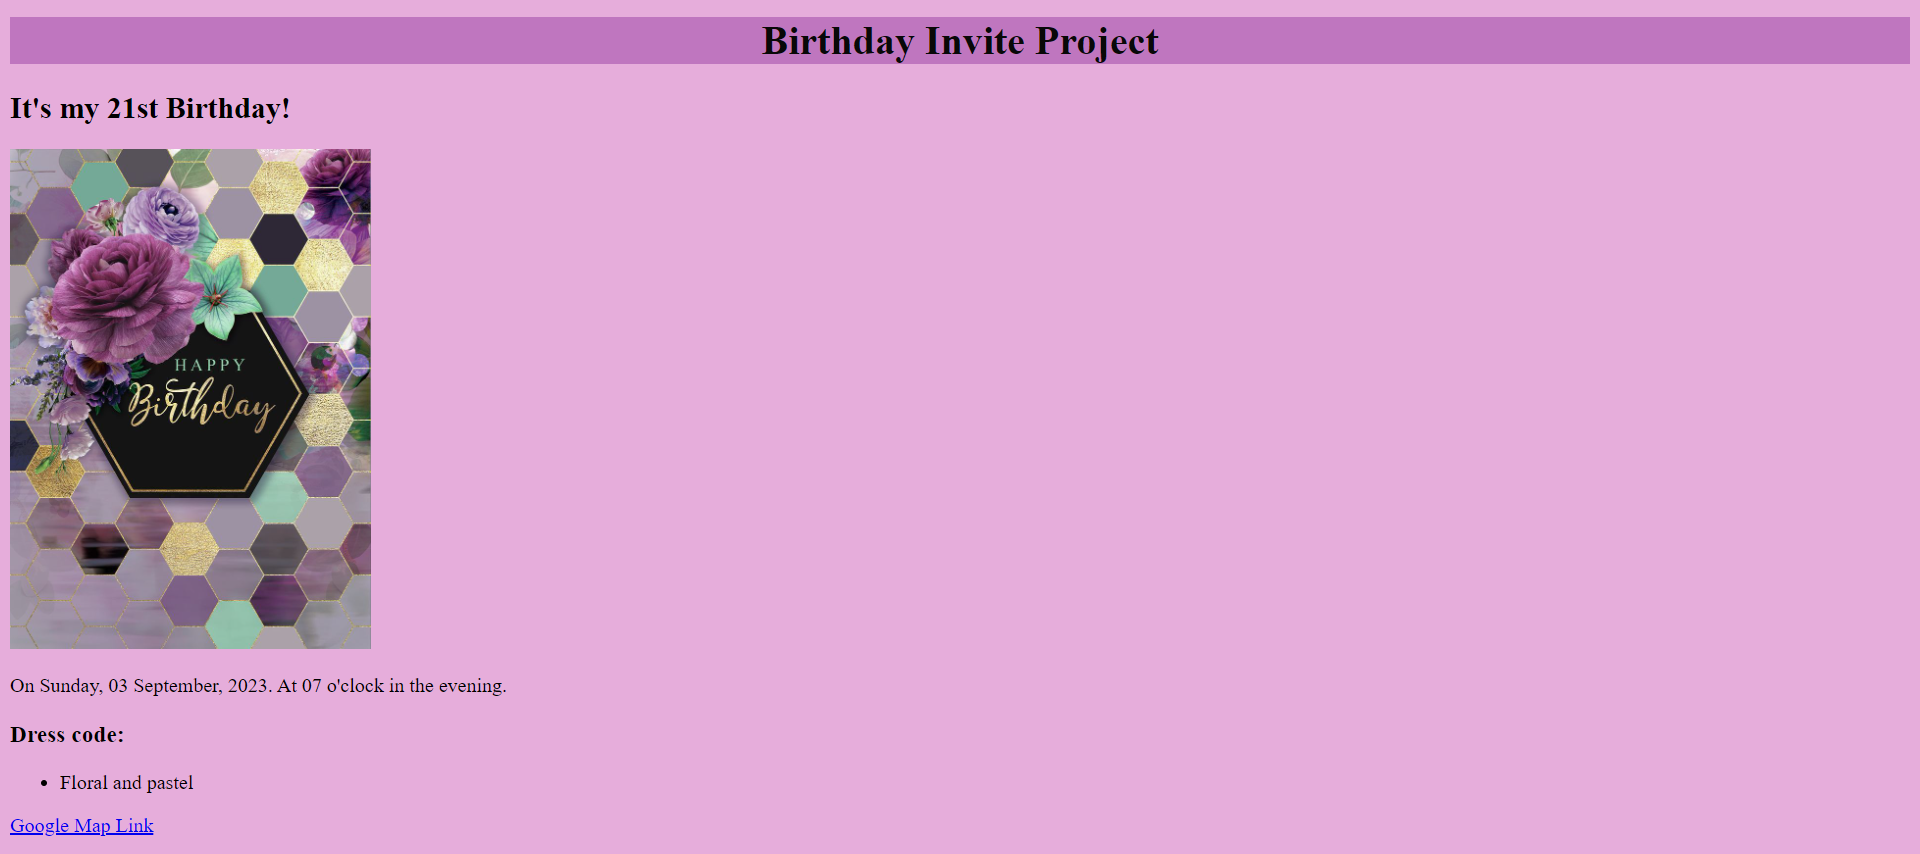 Birthday Invite Project
It's my 21st Birthday!
HAPPY
Birthday
On Sunday, 03 September, 2023. At 07 o'clock in the evening.
Dress code:
• Floral and pastel
Google Map Link